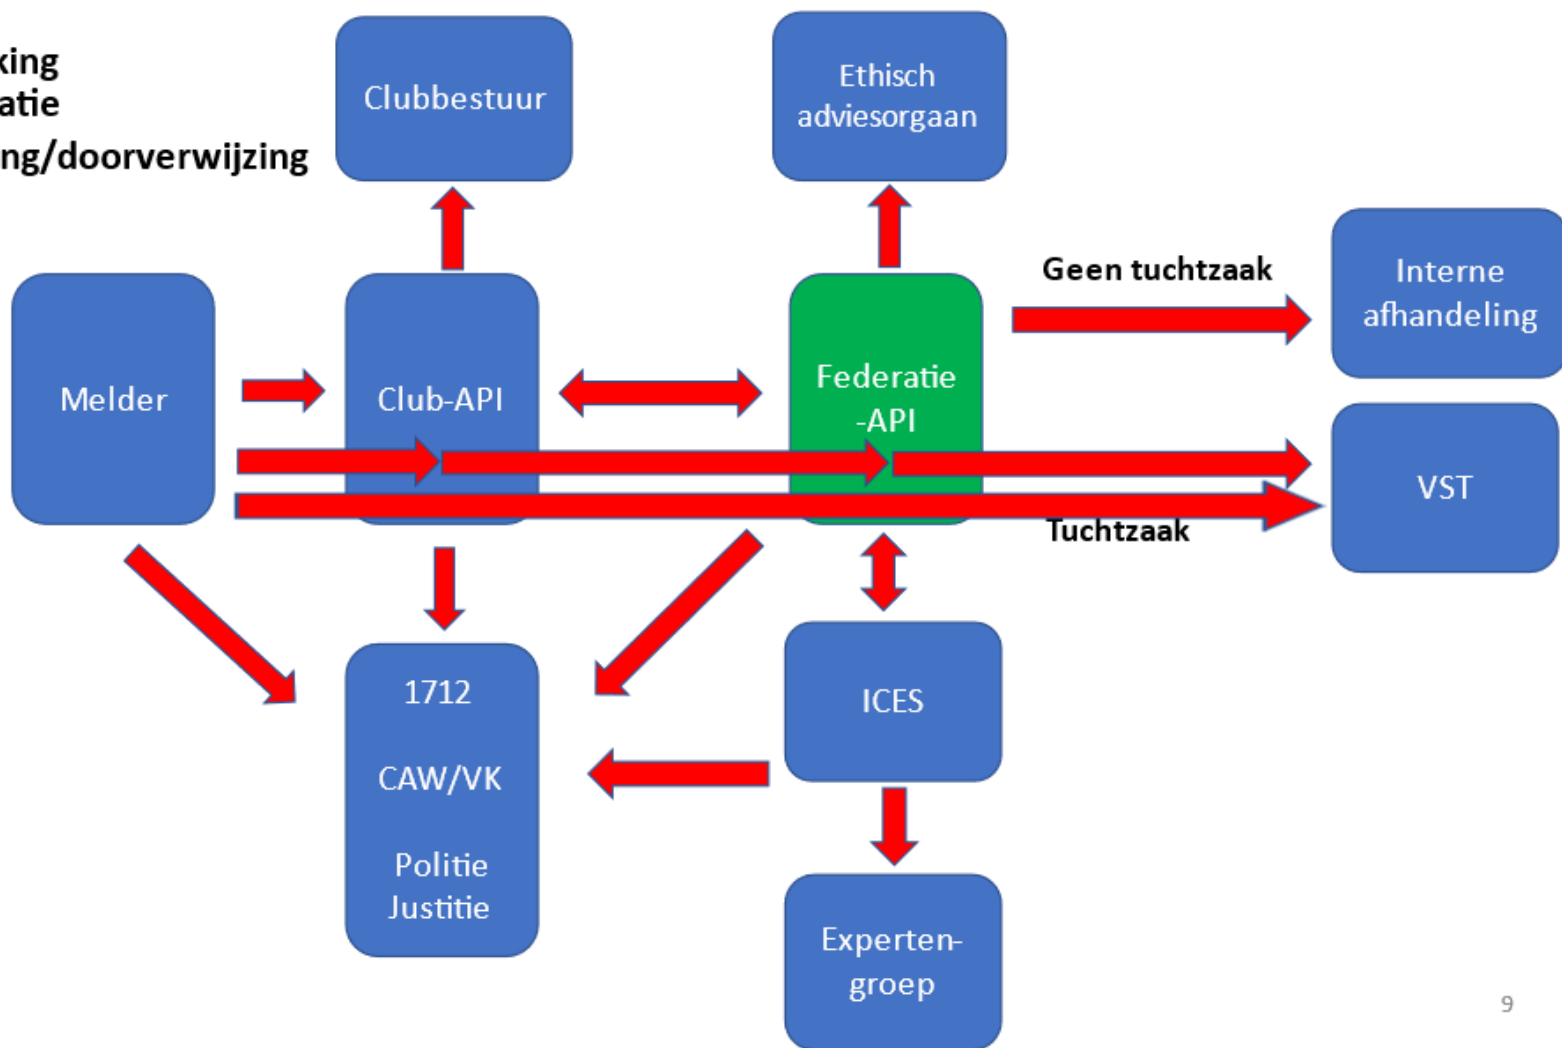 king
atie
ng/doorverwijzing
Clubbestuur
Ethisch
adviesorgaan
Geen tuchtzaak
Interne
afhandeling
Melder
Club-API
Federatie
-API
VST
Tuchtzaak
1712
CAW/VK
Politie
Justitie
ICES
Experten-
groep
9